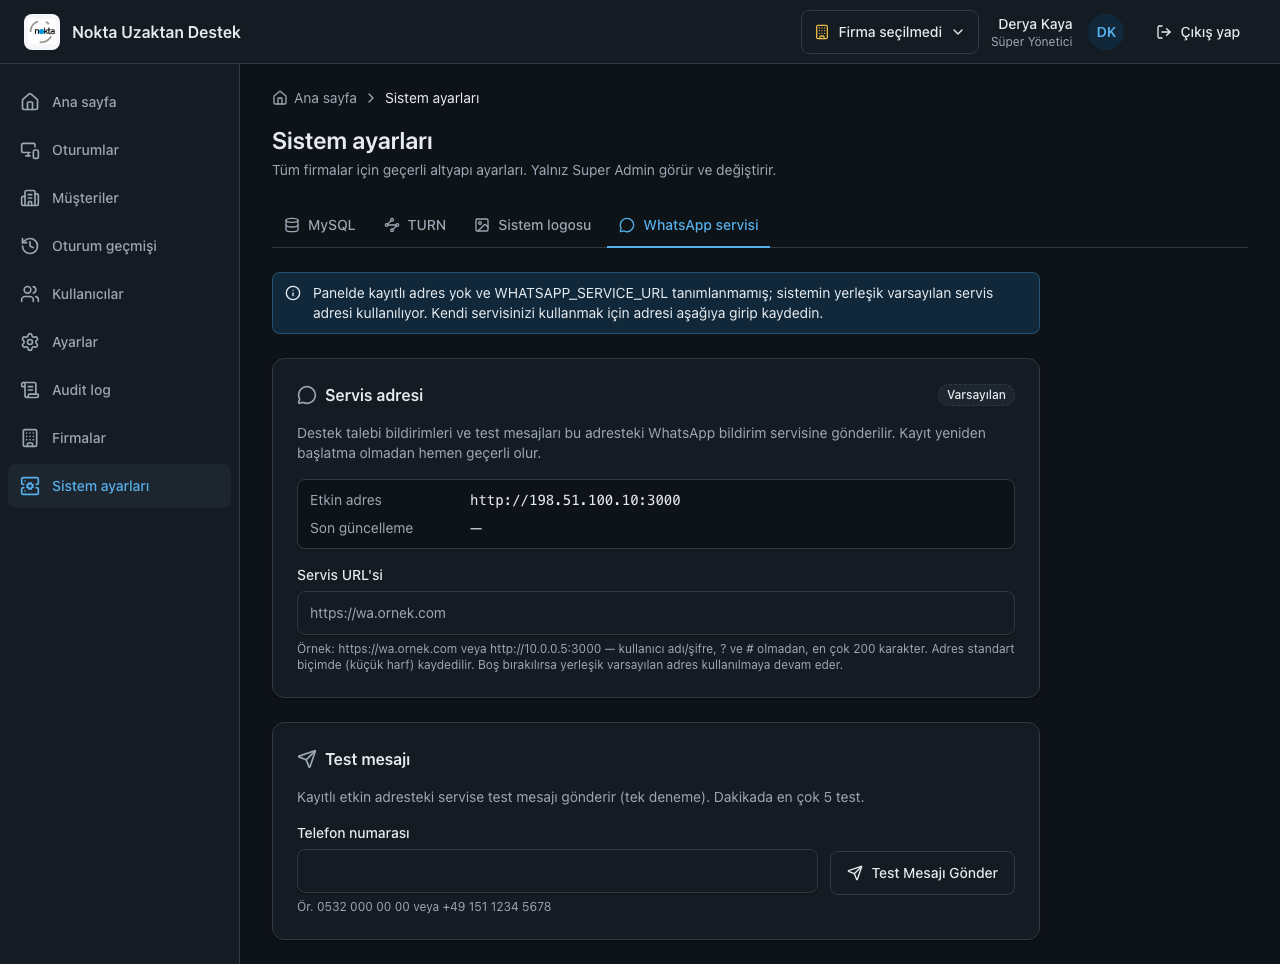 nokta
Nokta Uzaktan Destek
Firma seçilmedi
Derya Kaya
Süper Yönetici
DK
Çıkış yap
Ana sayfa
Oturumlar
Müşteriler
Oturum geçmişi
Kullanıcılar
Ayarlar
Audit log
Firmalar
Sistem ayarları
Ana sayfa
Sistem ayarları
Sistem ayarları
Tüm firmalar için geçerli altyapı ayarları. Yalnız Super Admin görür ve değiştirir.
MySQL
TURN
Sistem logosu
WhatsApp servisi
Panelde kayıtlı adres yok ve WHATSAPP_SERVICE_URL tanımlanmamış; sistemin yerleşik varsayılan servis
adresi kullanılıyor. Kendi servisinizi kullanmak için adresi aşağıya girip kaydedin.
Servis adresi
Varsayılan
Destek talebi bildirimleri ve test mesajları bu adresteki WhatsApp bildirim servisine gönderilir. Kayıt yeniden
başlatma olmadan hemen geçerli olur.
Etkin adres
http://198.51.100.10:3000
Son güncelleme
—
Servis URL'si
https://wa.ornek.com
Örnek: https://wa.ornek.com veya http://10.0.0.5:3000 — kullanıcı adı/şifre, ? ve # olmadan, en çok 200 karakter. Adres standart
biçimde (küçük harf) kaydedilir. Boş bırakılırsa yerleşik varsayılan adres kullanılmaya devam eder.
Test mesajı
Kayıtlı etkin adresteki servise test mesajı gönderir (tek deneme). Dakikada en çok 5 test.
Telefon numarası
Test Mesajı Gönder
Ör. 0532 000 00 00 veya +49 151 1234 5678